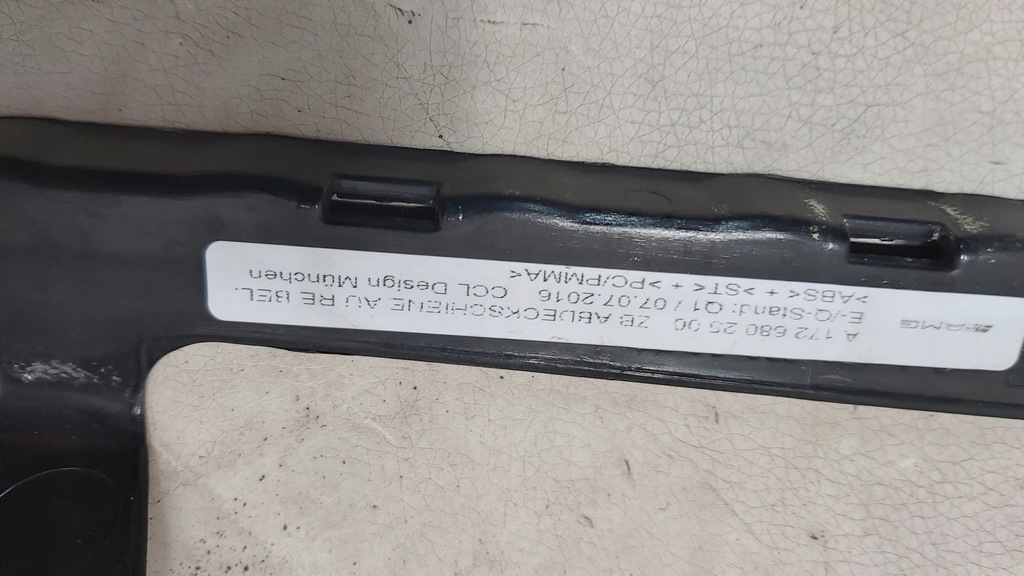 AMG
A 172 680 25 00 ZB ABDECKSCHIENE AU RE BEL.
E-/Q-Stand: Q1 / 07.07.2016 CCL Design München
>ABS< + >ST< + >PC/PMMA<